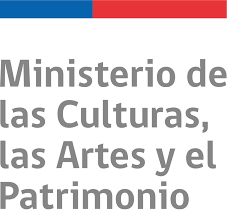 Ministerio de
las Culturas,
las Artes y el
Patrimonio